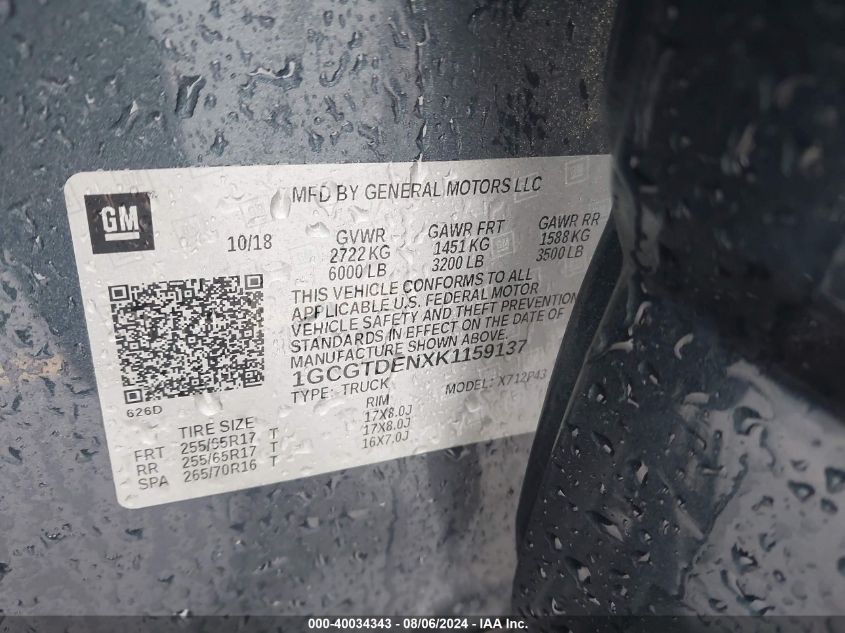 MFD BY GENERAL MOTORS LLC
GM
10/18 GVWR GAWR FRT GAWR RR
2722 KG 1451 KG 1588 KG
6000 LB 3200 LB 3500 LB
THIS VEHICLE CONFORMS TO ALL
APPLICABLE U.S. FEDERAL MOTOR
VEHICLE SAFETY AND THEFT PREVENTION
STANDARDS IN EFFECT ON THE DATE OF
MANUFACTURE SHOWN ABOVE.
1GCGTDENXK1159137
TYPE: TRUCK MODEL: X712P43
626D
TIRE SIZE RIM
FRT 255/65R17 T 17X8.0J
RR 255/65R17 T 17X8.0J
SPA 265/70R16 T 16X7.0J
000-40034343 - 08/06/2024 - IAA Inc.